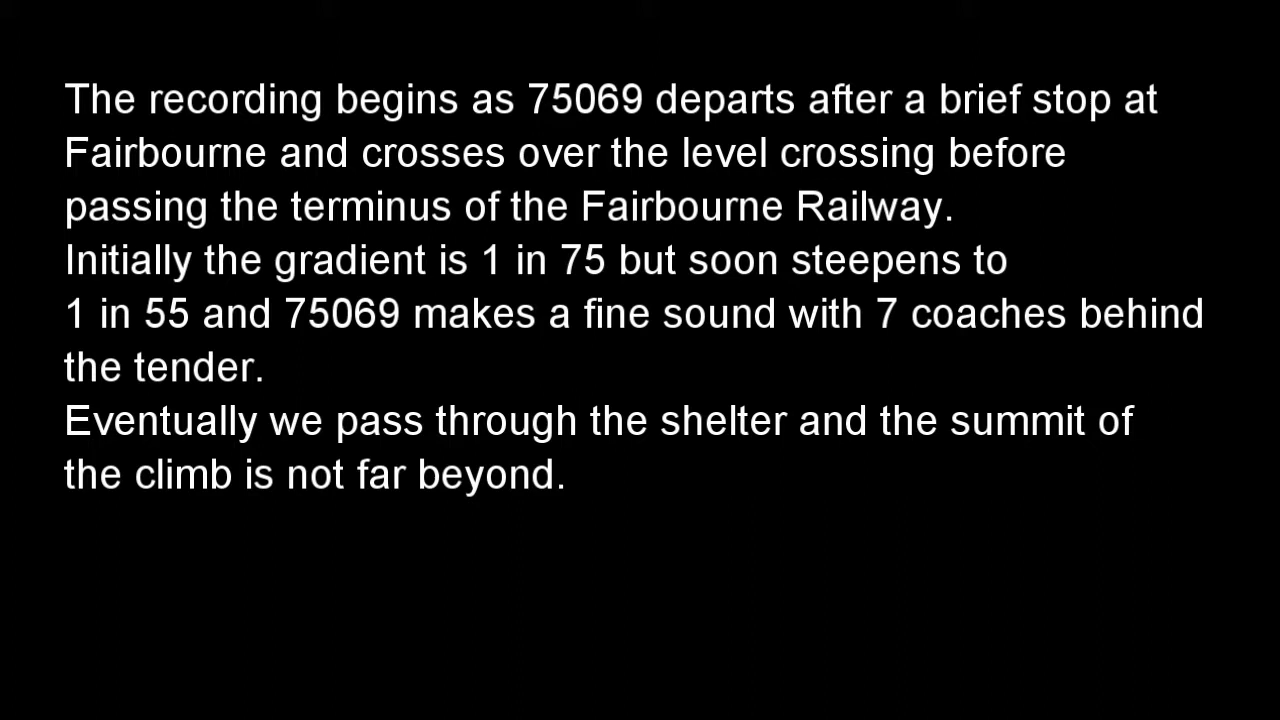 The recording begins as 75069 departs after a brief stop at
Fairbourne and crosses over the level crossing before
passing the terminus of the Fairbourne Railway.
Initially the gradient is 1 in 75 but soon steepens to
1 in 55 and 75069 makes a fine sound with 7 coaches behind
the tender.
Eventually we pass through the shelter and the summit of
the climb is not far beyond.